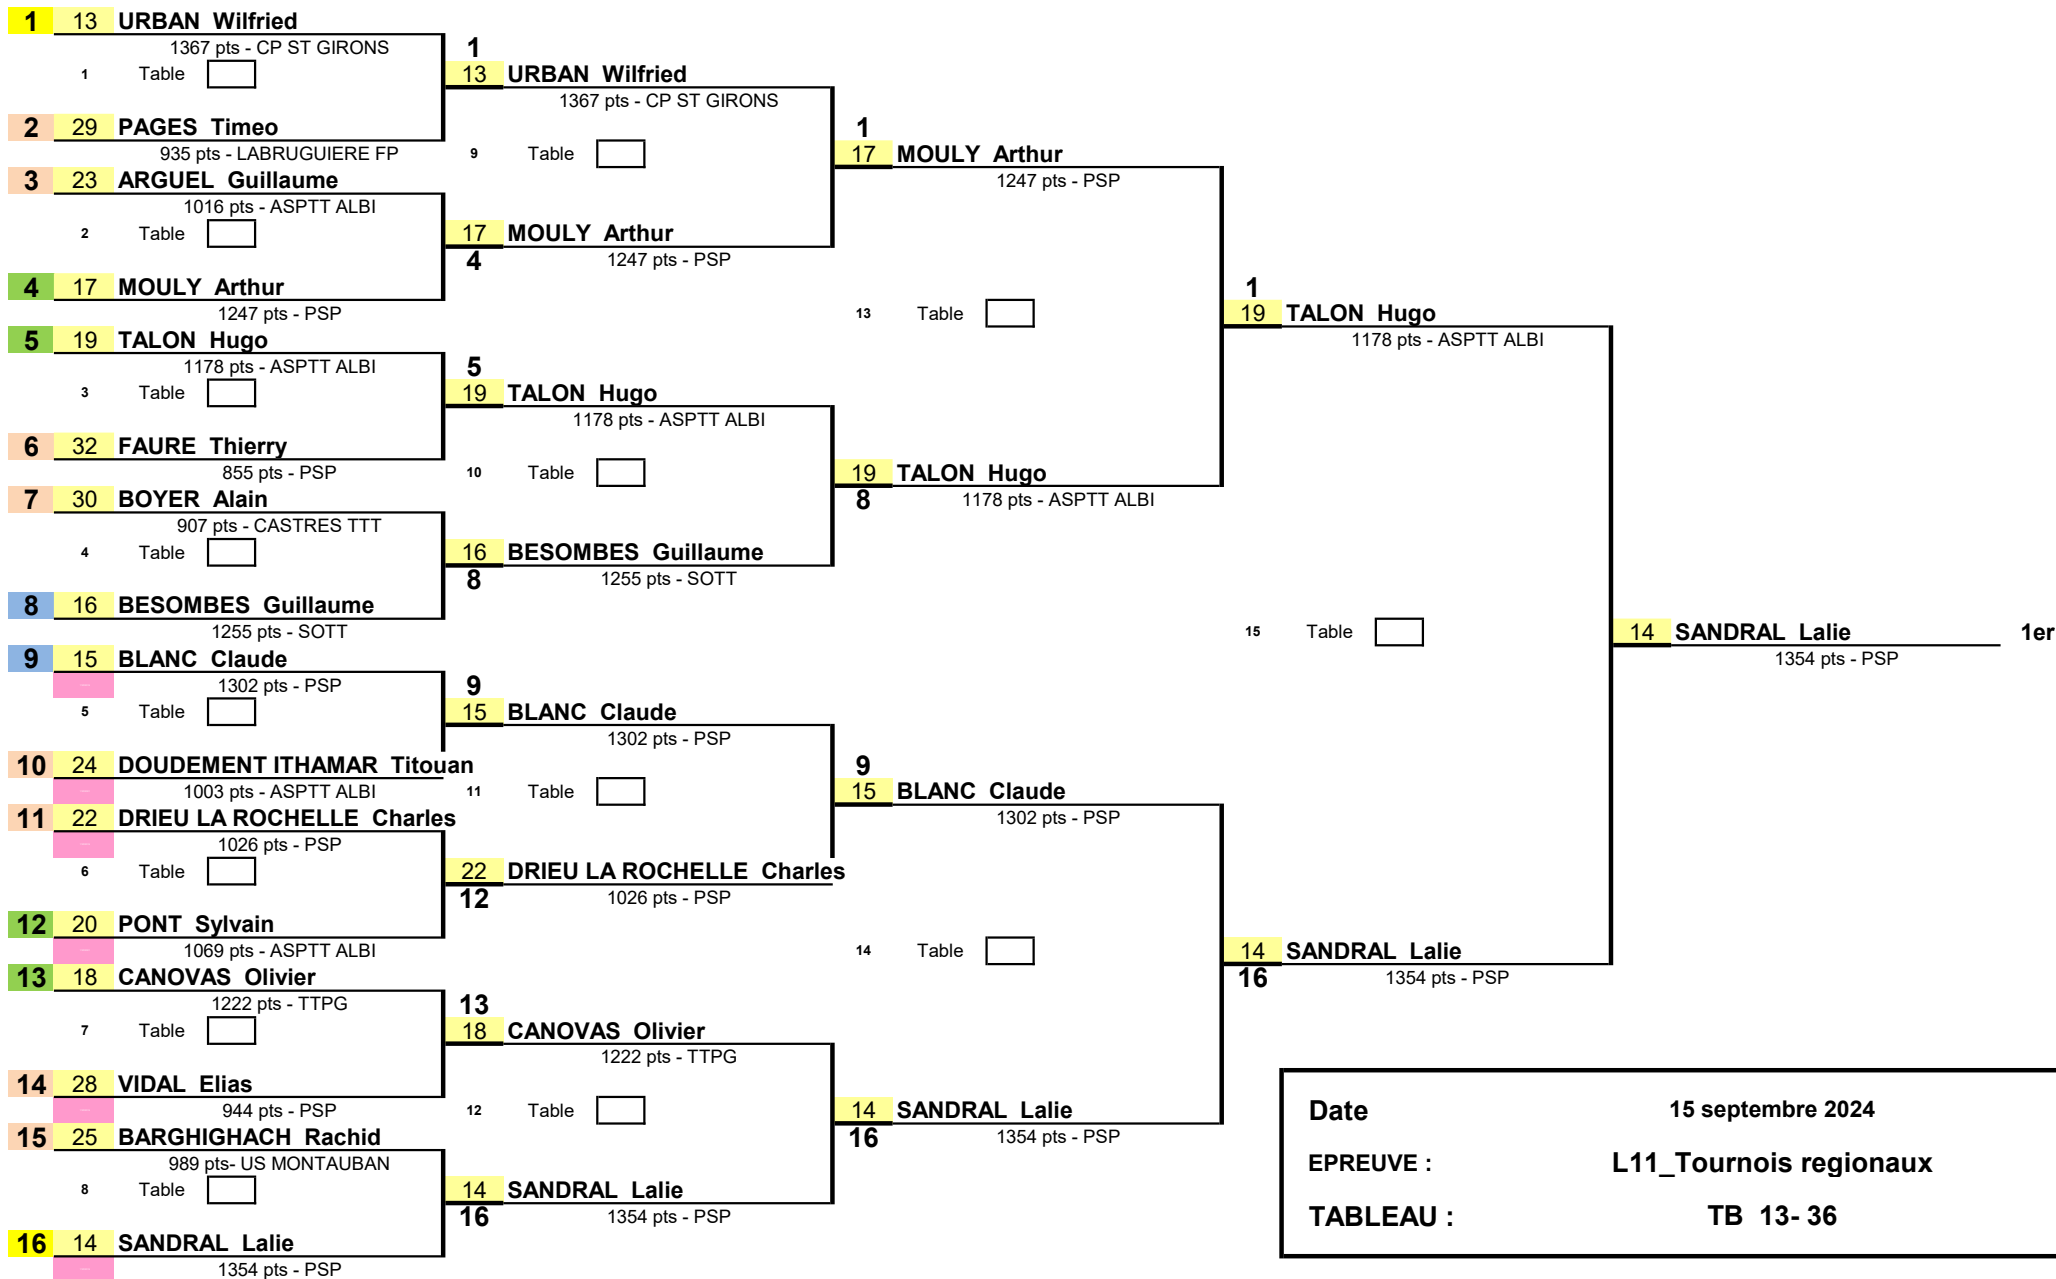 1 13 URBAN Wilfried
1367 pts - CP ST GIRONS
1 Table
2 29 PAGES Timeo
935 pts - LABRUGUIERE FP
3 23 ARGUEL Guillaume
1016 pts - ASPTT ALBI
2 Table
4 17 MOULY Arthur
1247 pts - PSP
5 19 TALON Hugo
1178 pts - ASPTT ALBI
3 Table
6 32 FAURE Thierry
855 pts - PSP
7 30 BOYER Alain
907 pts - CASTRES TTT
4 Table
8 16 BESOMBES Guillaume
1255 pts - SOTT
9 15 BLANC Claude
1302 pts - PSP
5 Table
10 24 DOUDEMENT ITHAMAR Titouan
1003 pts - ASPTT ALBI
11 22 DRIEU LA ROCHELLE Charles
1026 pts - PSP
6 Table
12 20 PONT Sylvain
1069 pts - ASPTT ALBI
13 18 CANOVAS Olivier
1222 pts - TTPG
7 Table
14 28 VIDAL Elias
944 pts - PSP
15 25 BARGHIGHACH Rachid
989 pts- US MONTAUBAN
8 Table
16 14 SANDRAL Lalie
1354 pts - PSP
1
13 URBAN Wilfried
1367 pts - CP ST GIRONS
9 Table
17 MOULY Arthur
4
1247 pts - PSP
5
19 TALON Hugo
1178 pts - ASPTT ALBI
10 Table
16 BESOMBES Guillaume
8
1255 pts - SOTT
9
15 BLANC Claude
1302 pts - PSP
11 Table
22 DRIEU LA ROCHELLE Charles
12
1026 pts - PSP
13
18 CANOVAS Olivier
1222 pts - TTPG
12 Table
14 SANDRAL Lalie
16
1354 pts - PSP
1
17 MOULY Arthur
1247 pts - PSP
13 Table
19 TALON Hugo
8
1178 pts - ASPTT ALBI
9
15 BLANC Claude
1302 pts - PSP
14 Table
14 SANDRAL Lalie
16
1354 pts - PSP
1
19 TALON Hugo
1178 pts - ASPTT ALBI
15 Table
14 SANDRAL Lalie
16
1354 pts - PSP
14 SANDRAL Lalie 1er
1354 pts - PSP
Date 15 septembre 2024
EPREUVE : L11_Tournois regionaux
TABLEAU : TB 13- 36